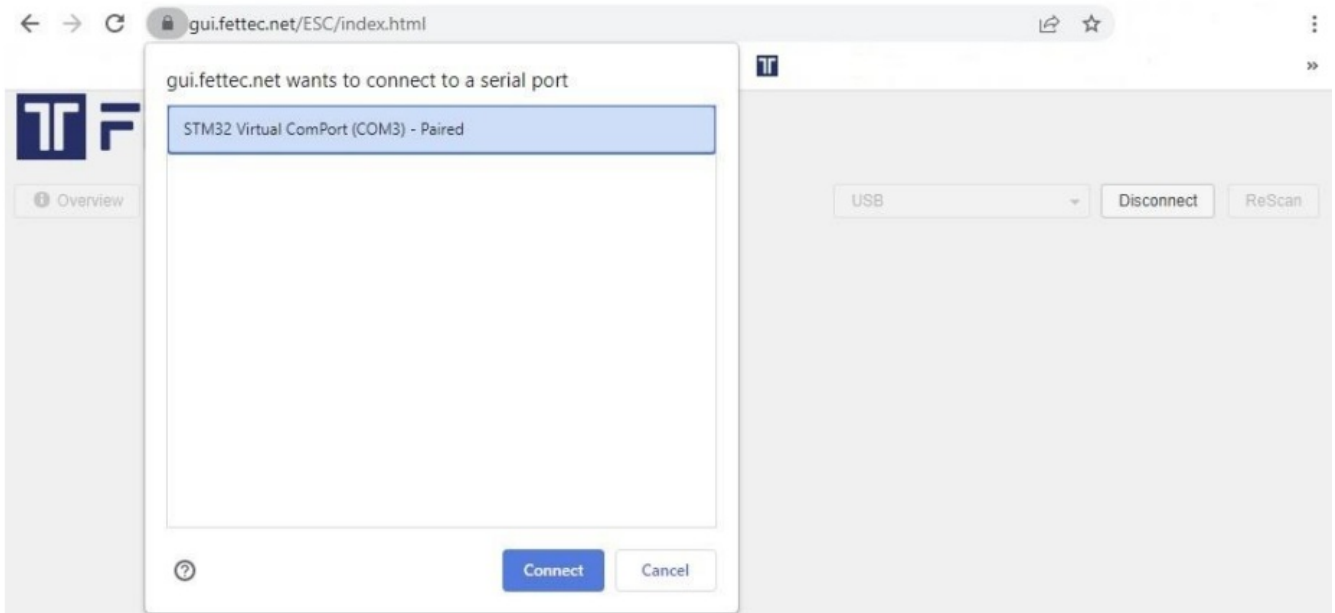 gui.fettec.net/ESC/index.html
gui.fettec.net wants to connect to a serial port
STM32 Virtual ComPort (COM3) - Paired
F
Overview
USB
Disconnect
ReScan
Connect
Cancel